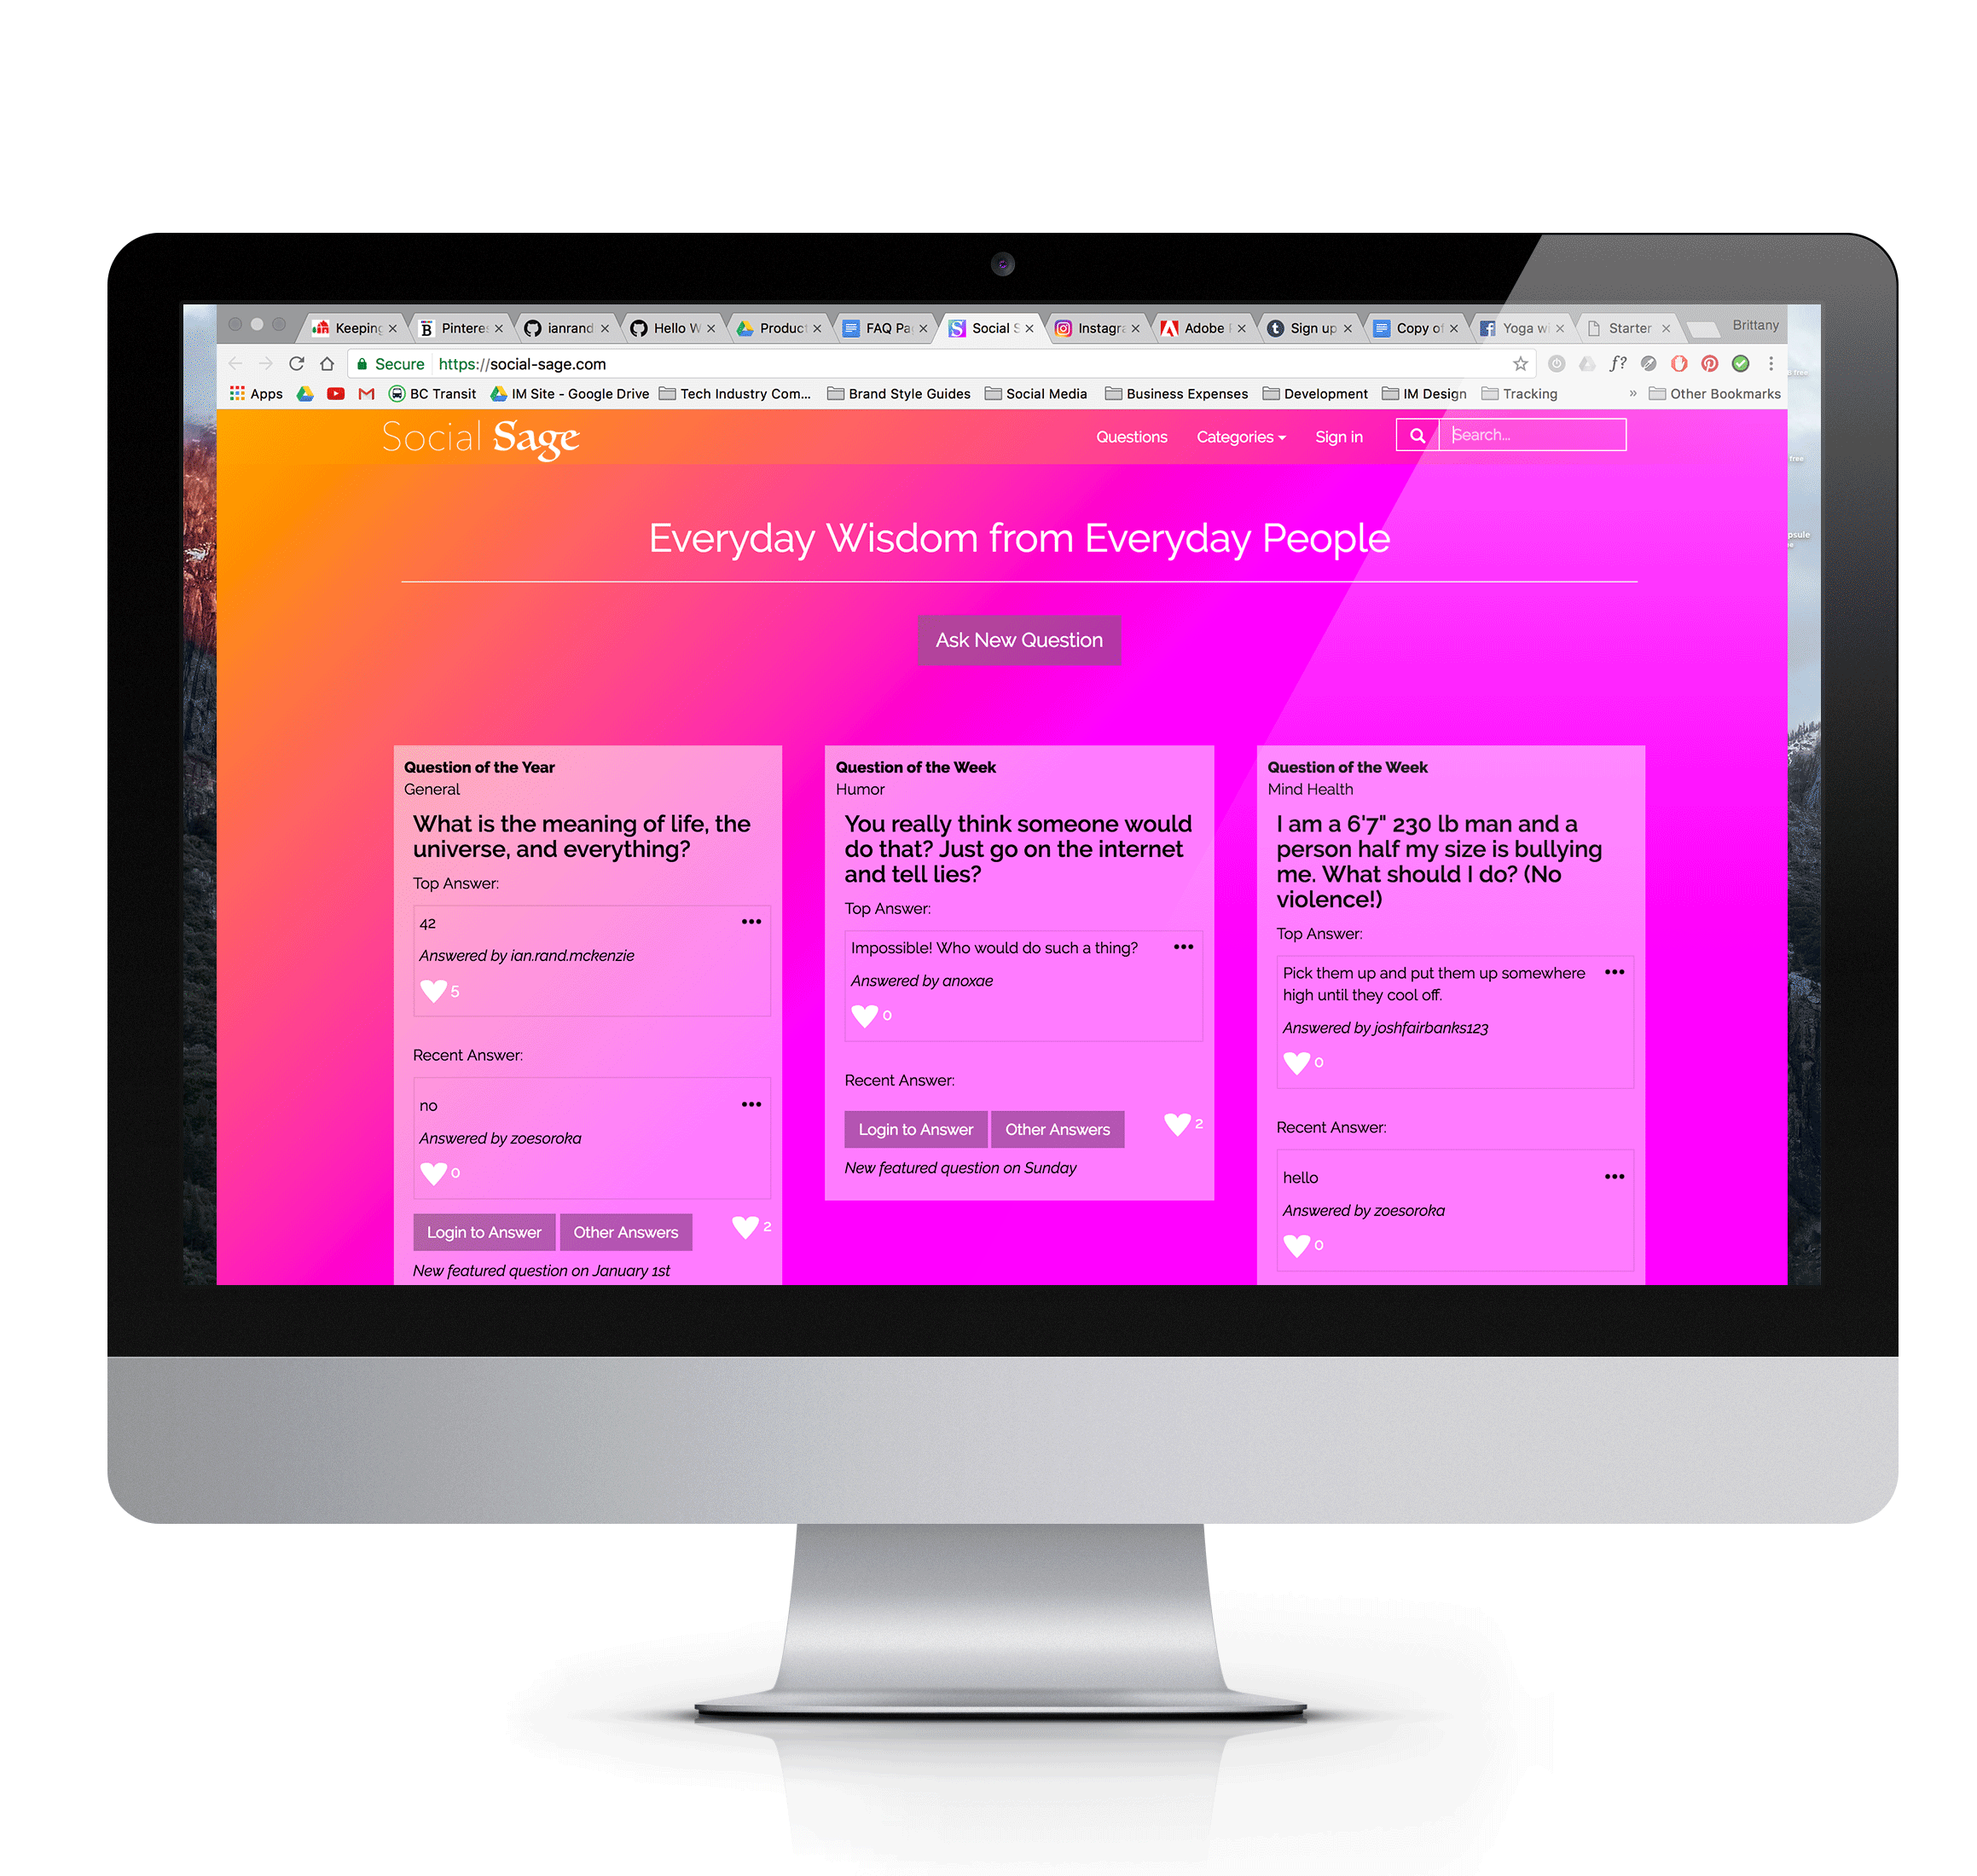 Keeping
Pinteres
ianrand
Hello W
Product
FAQ Pag
Social S
Instagra
Adobe F
Sign up
Copy of
Yoga wi
Starter
Brittany
Secure
https://social-sage.com
f?
Apps
BC Transit
IM Site - Google Drive
Tech Industry Com...
Brand Style Guides
Social Media
Business Expenses
Development
IM Design
Tracking
»
Other Bookmarks
Social Sage
Questions
Categories
Sign in
Search...
Everyday Wisdom from Everyday People
Ask New Question
Question of the Year
General
What is the meaning of life, the
universe, and everything?
Top Answer:
42
Answered by ian.rand.mckenzie
5
Recent Answer:
no
Answered by zoesoroka
0
Login to Answer
Other Answers
2
New featured question on January 1st
Question of the Week
Humor
You really think someone would
do that? Just go on the internet
and tell lies?
Top Answer:
Impossible! Who would do such a thing?
Answered by anoxae
0
Recent Answer:
Login to Answer
Other Answers
2
New featured question on Sunday
Question of the Week
Mind Health
I am a 6'7" 230 lb man and a
person half my size is bullying
me. What should I do? (No
violence!)
Top Answer:
Pick them up and put them up somewhere
high until they cool off.
Answered by joshfairbanks123
0
Recent Answer:
hello
Answered by zoesoroka
0
free
free
psule